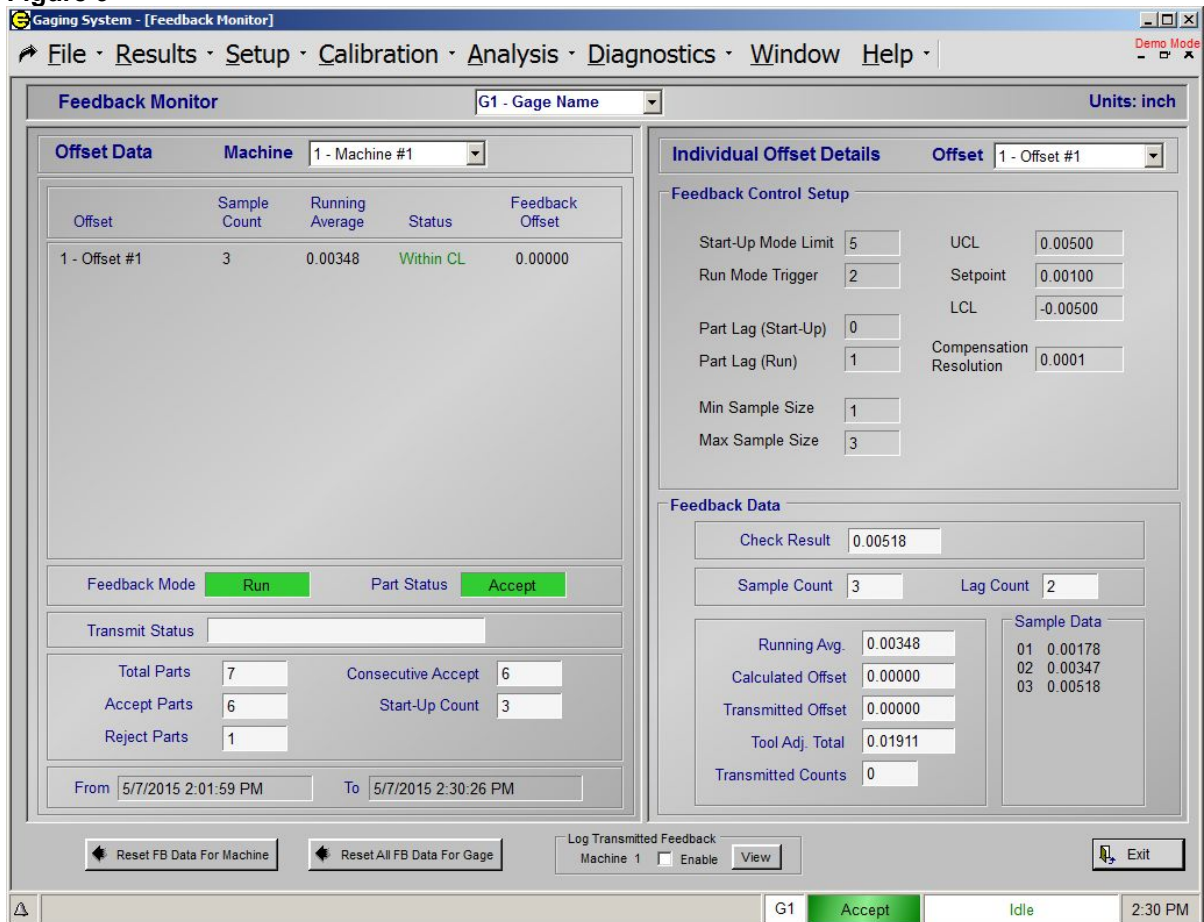 Gaging System - [Feedback Monitor]
File Results Setup Calibration Analysis Diagnostics Window Help
Demo Mode
Feedback Monitor G1 - Gage Name Units: inch
Offset Data Machine 1 - Machine #1
Offset Sample Count Running Average Status Feedback Offset
1 - Offset #1 3 0.00348 Within CL 0.00000
Feedback Mode Run Part Status Accept
Transmit Status
Total Parts 7 Consecutive Accept 6
Accept Parts 6 Start-Up Count 3
Reject Parts 1
From 5/7/2015 2:01:59 PM To 5/7/2015 2:30:26 PM
Individual Offset Details Offset 1 - Offset #1
Feedback Control Setup
Start-Up Mode Limit 5 UCL 0.00500
Run Mode Trigger 2 Setpoint 0.00100
LCL -0.00500
Part Lag (Start-Up) 0
Part Lag (Run) 1 Compensation Resolution 0.0001
Min Sample Size 1
Max Sample Size 3
Feedback Data
Check Result 0.00518
Sample Count 3 Lag Count 2
Running Avg. 0.00348
Calculated Offset 0.00000
Transmitted Offset 0.00000
Tool Adj. Total 0.01911
Transmitted Counts 0
Sample Data
01 0.00178
02 0.00347
03 0.00518
Reset FB Data For Machine Reset All FB Data For Gage
Log Transmitted Feedback
Machine 1 Enable View
Exit
G1 Accept Idle 2:30 PM